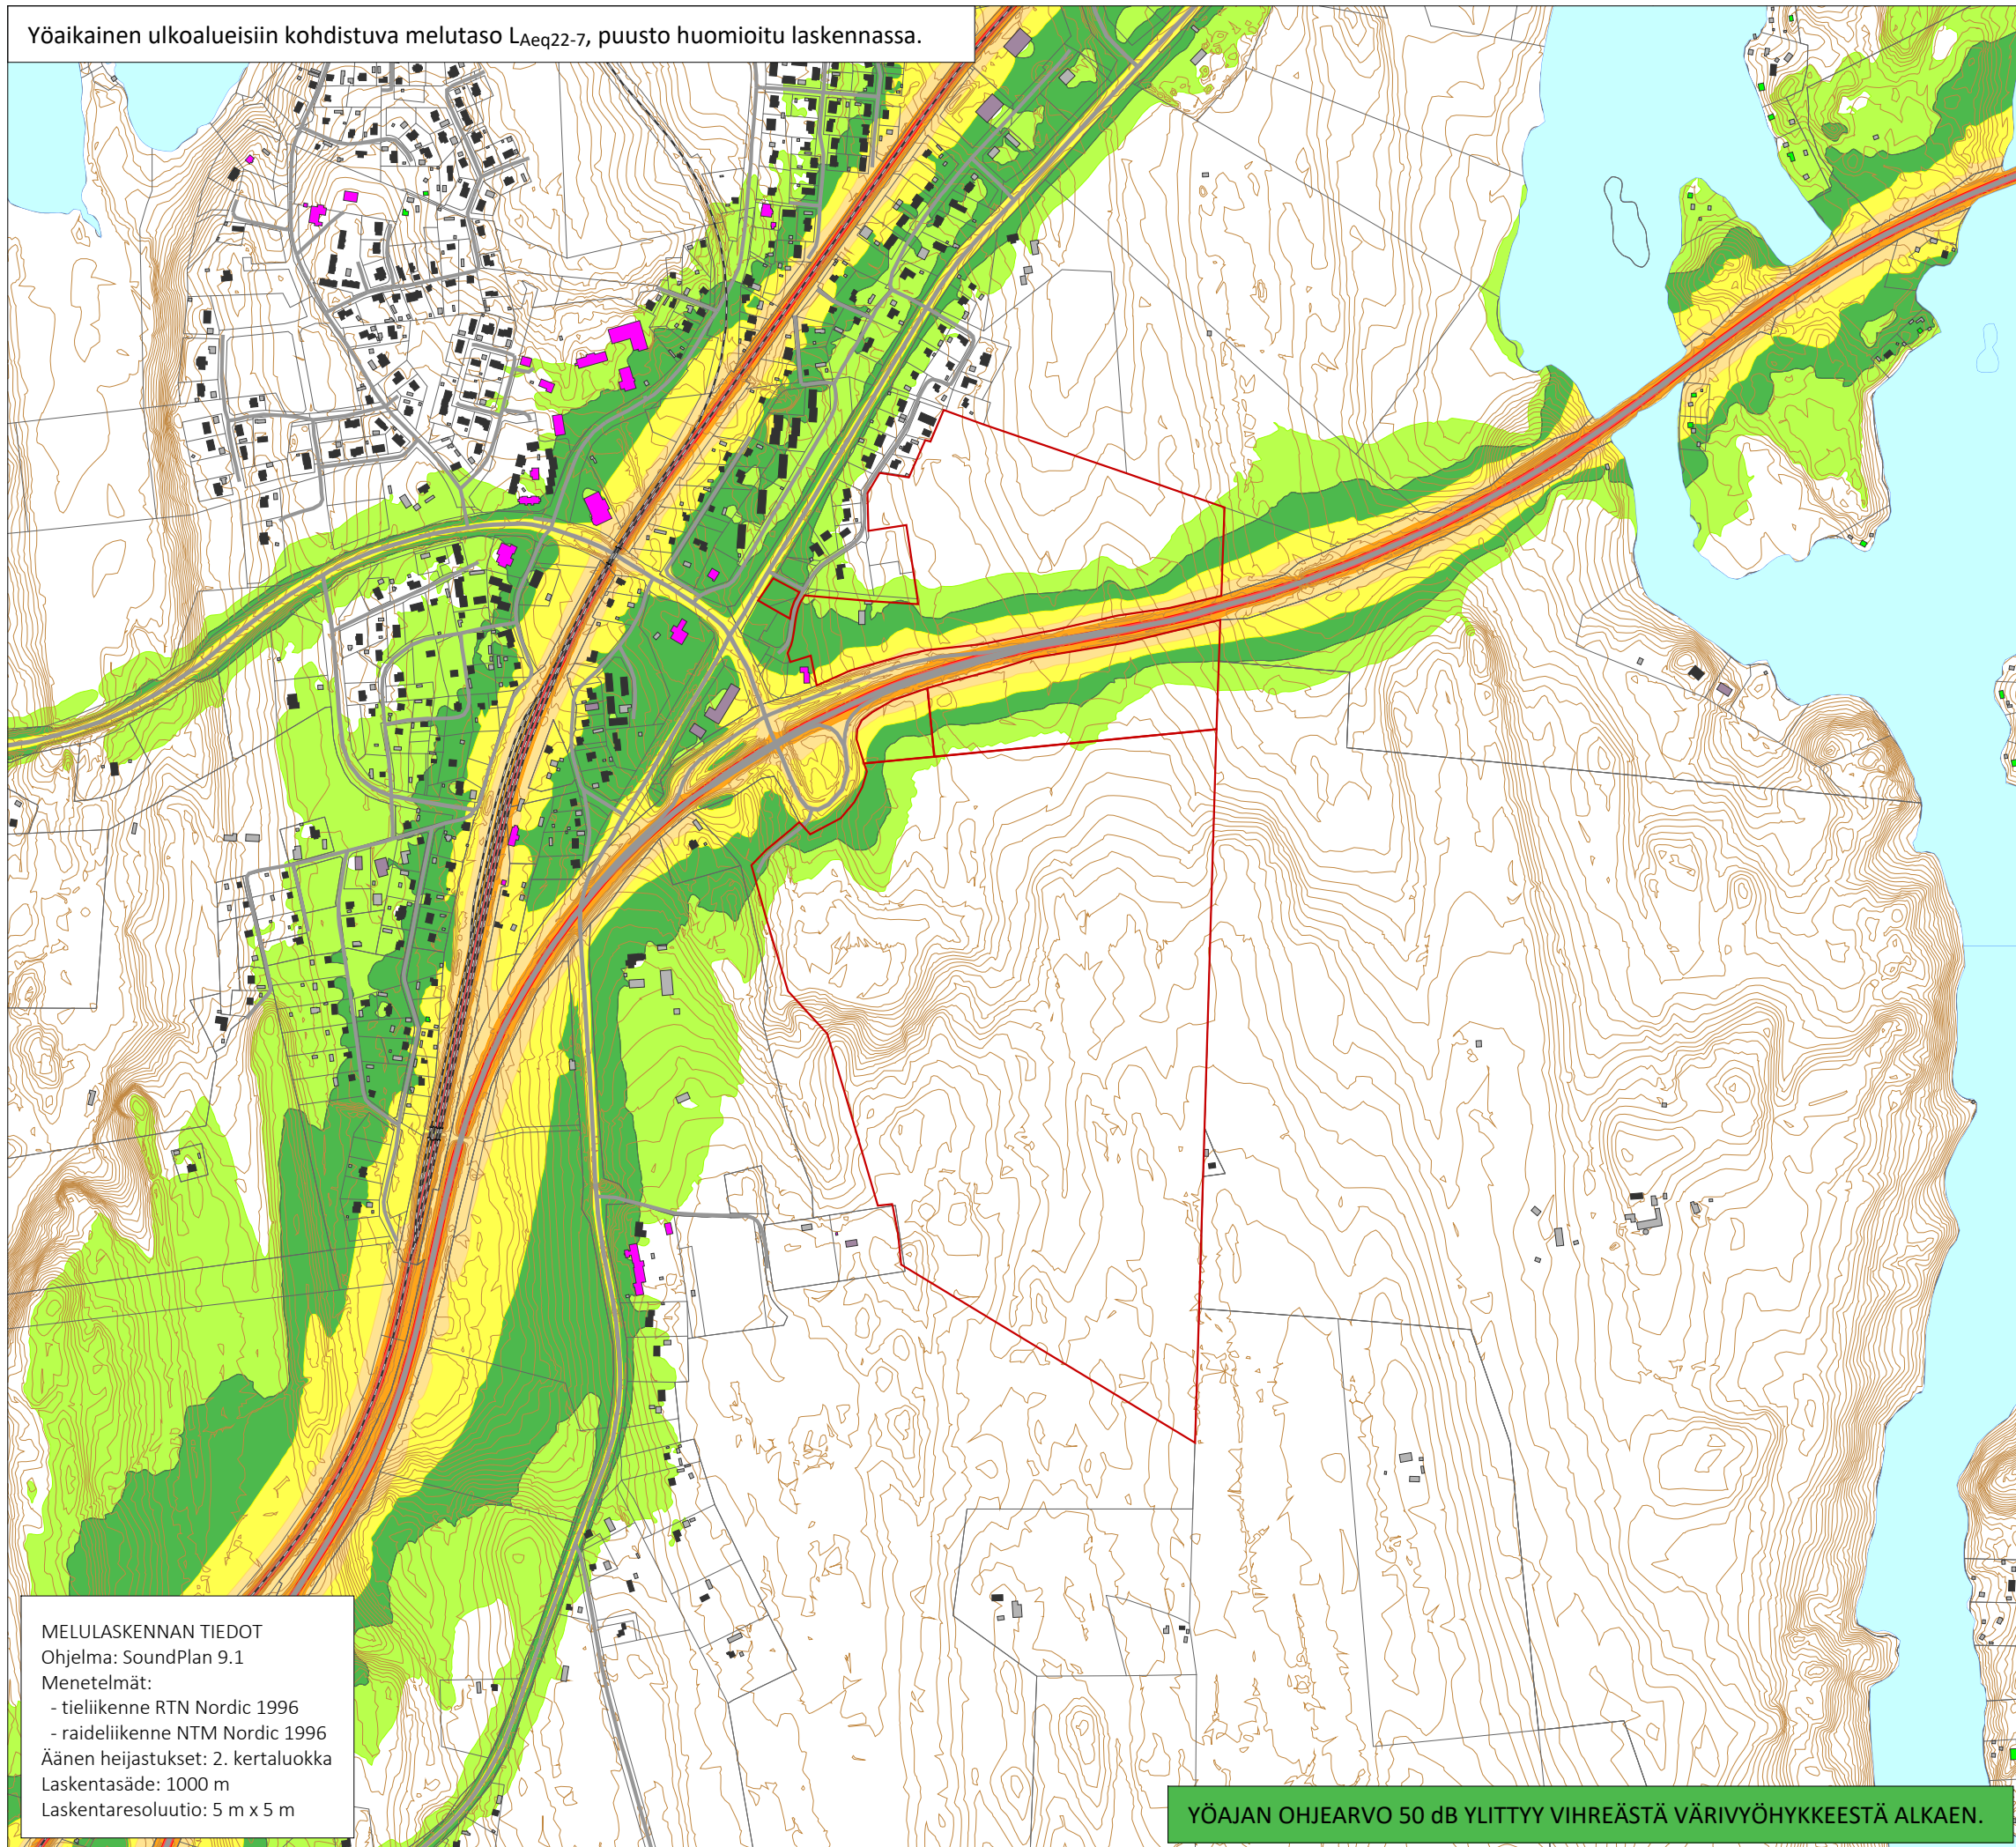 Yöaikainen ulkoalueisiin kohdistuva melutaso LAeq22-7, puusto huomioitu laskennassa.
MELULASKENNAN TIEDOT
Ohjelma: SoundPlan 9.1
Menetelmät:
- tieliikenne RTN Nordic 1996
- raideliikenne NTM Nordic 1996
Äänen heijastukset: 2. kertaluokka
Laskentasäde: 1000 m
Laskentaresoluutio: 5 m x 5 m
YÖAJAN OHJEARVO 50 dB YLITTYY VIHREÄSTÄ VÄRIVYÖHYKKEESTÄ ALKAEN.